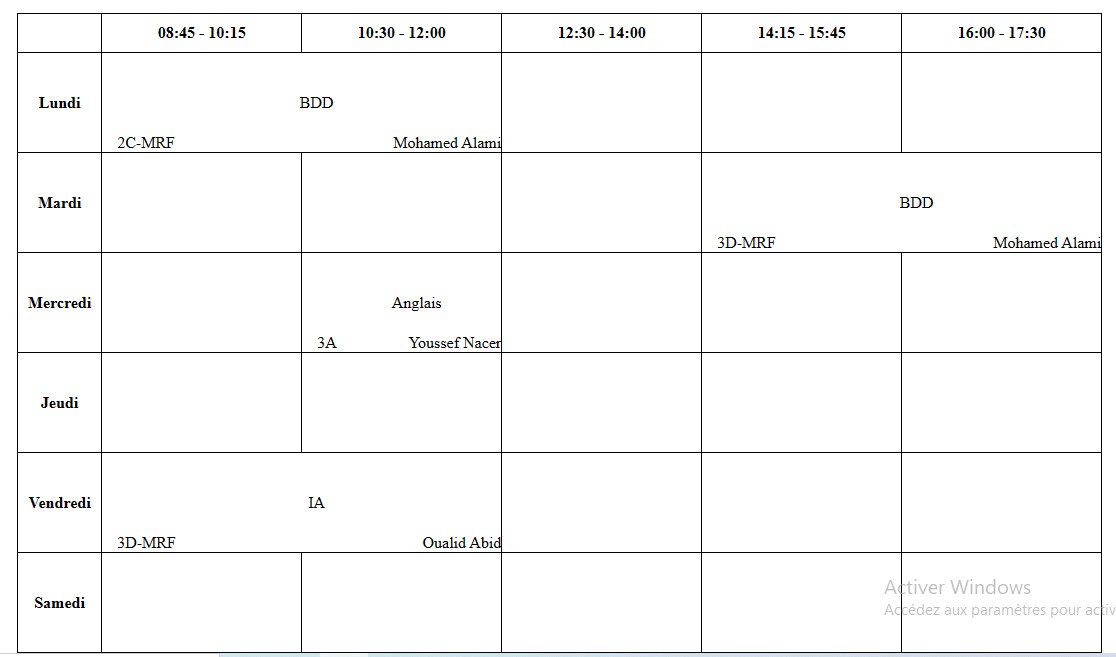 08:45 - 10:15 10:30 - 12:00 12:30 - 14:00 14:15 - 15:45 16:00 - 17:30
Lundi BDD
2C-MRF Mohamed Alami
Mardi BDD
3D-MRF Mohamed Alami
Mercredi Anglais
3A Youssef Nacer
Jeudi
Vendredi IA
3D-MRF Oualid Abid
Samedi
Activer Windows
Accédez aux paramètres pour activ